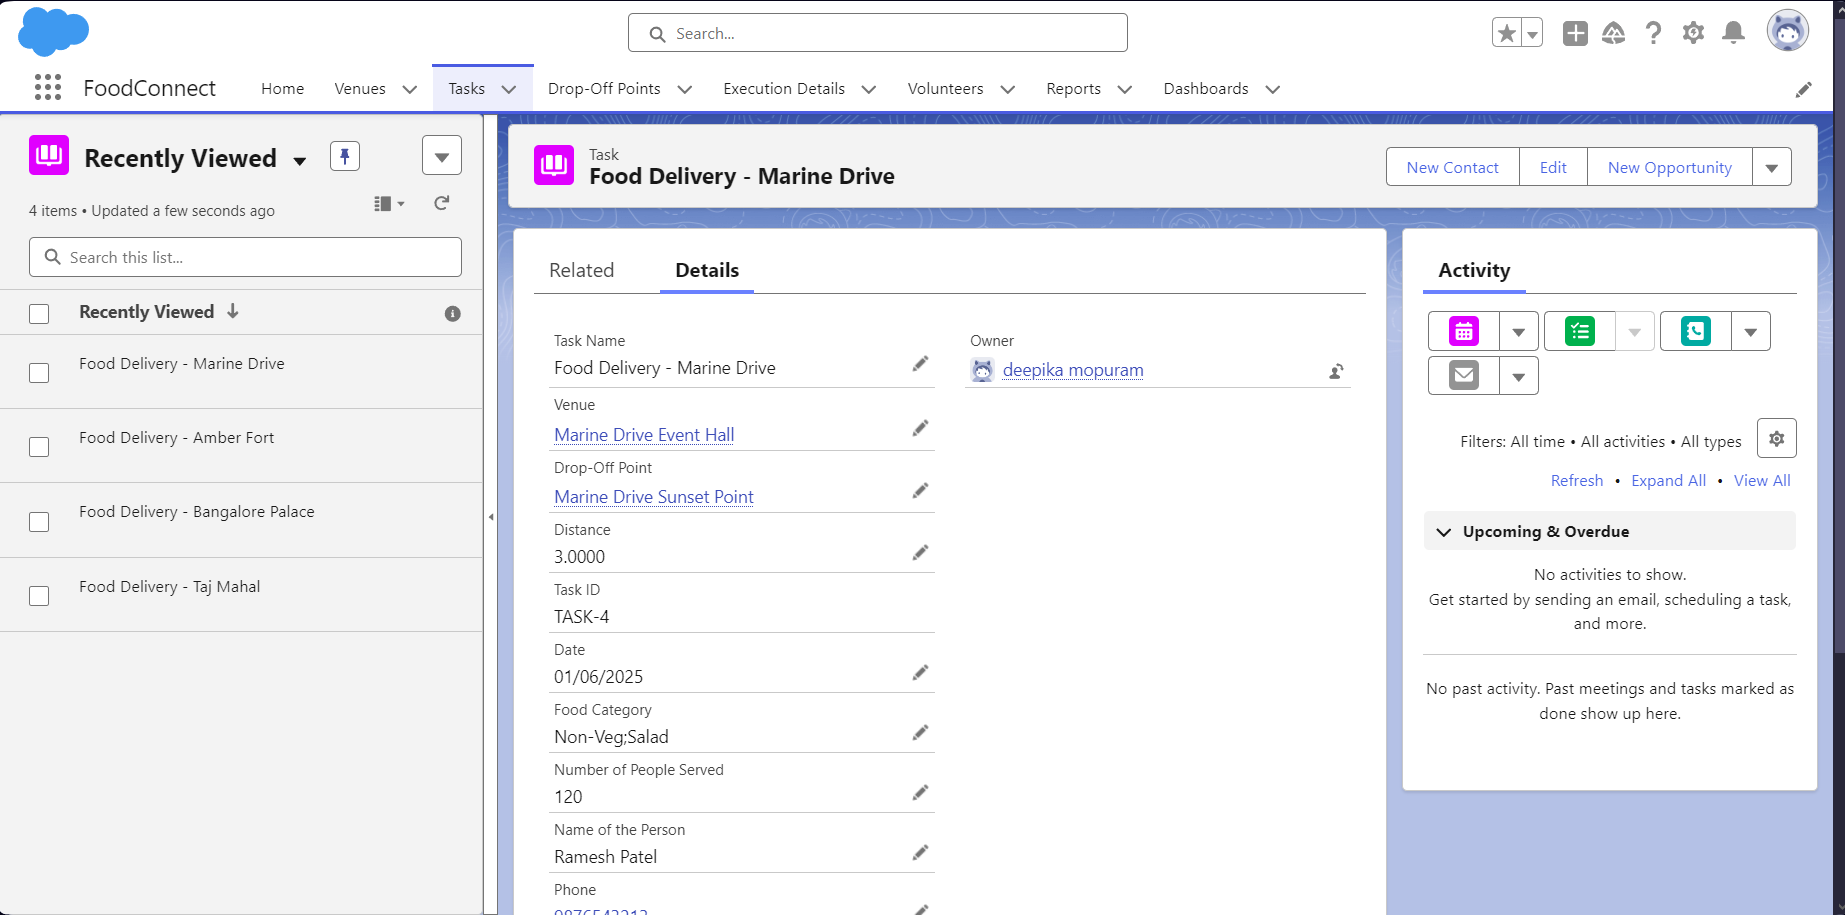 Search...
FoodConnect
Home
Venues
Tasks
Drop-Off Points
Execution Details
Volunteers
Reports
Dashboards
Recently Viewed
4 items • Updated a few seconds ago
Search this list...
Recently Viewed
Food Delivery - Marine Drive
Food Delivery - Amber Fort
Food Delivery - Bangalore Palace
Food Delivery - Taj Mahal
Task
Food Delivery - Marine Drive
New Contact
Edit
New Opportunity
Related
Details
Task Name
Food Delivery - Marine Drive
Owner
deepika mopuram
Venue
Marine Drive Event Hall
Drop-Off Point
Marine Drive Sunset Point
Distance
3.0000
Task ID
TASK-4
Date
01/06/2025
Food Category
Non-Veg;Salad
Number of People Served
120
Name of the Person
Ramesh Patel
Phone
Activity
Filters: All time • All activities • All types
Refresh • Expand All • View All
Upcoming & Overdue
No activities to show.
Get started by sending an email, scheduling a task,
and more.
No past activity. Past meetings and tasks marked as
done show up here.